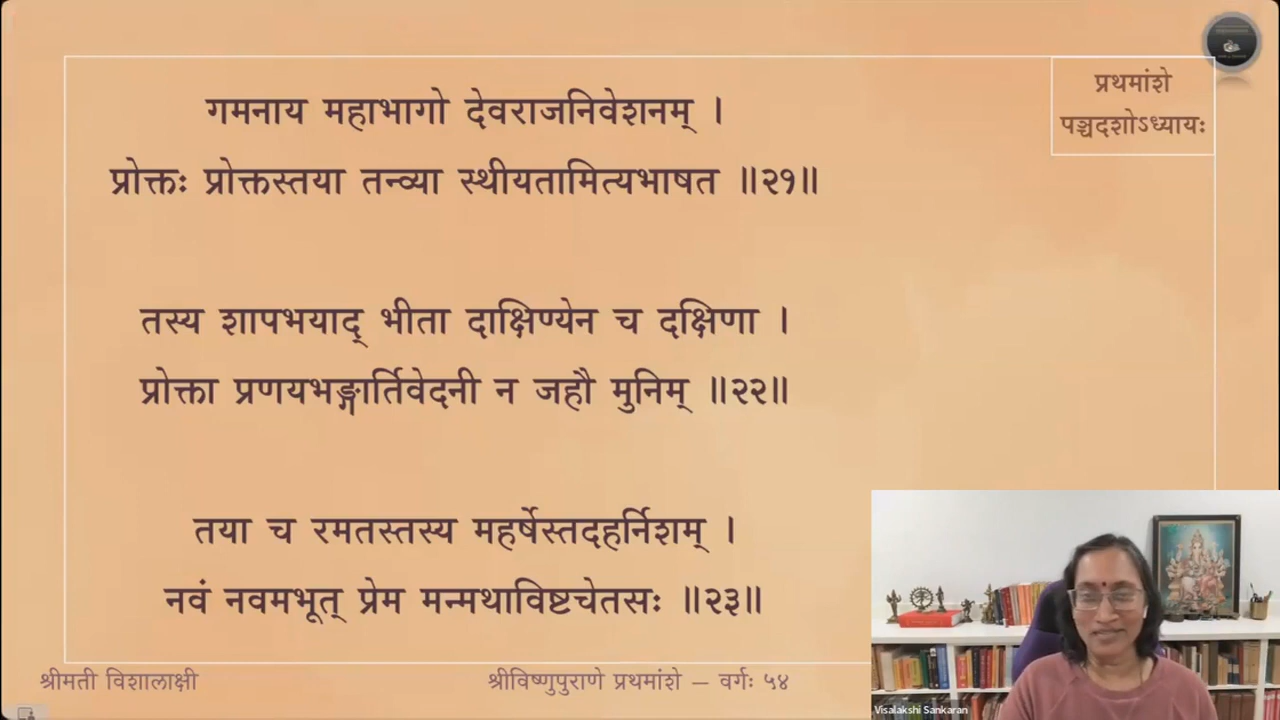 प्रथमांशे
पञ्चदशोऽध्यायः
गमनाय महाभागो देवराजनिवेशनम् ।
प्रोक्तः प्रोक्तस्तया तन्व्या स्थीयतामित्यभाषत ॥२१॥
तस्य शापभयाद् भीता दाक्षिण्येन च दक्षिणा ।
प्रोक्ता प्रणयभङ्गार्तिवेदनी न जहौ मुनिम् ॥२२॥
तया च रमतस्तस्य महर्षेस्तदहर्निशम् ।
नवं नवमभूत् प्रेम मन्मथाविष्टचेतसः ॥२३॥
श्रीमती विशालाक्षी
श्रीविष्णुपुराणे प्रथमांशे – वर्गः ५४
Visalakshi Sankaran